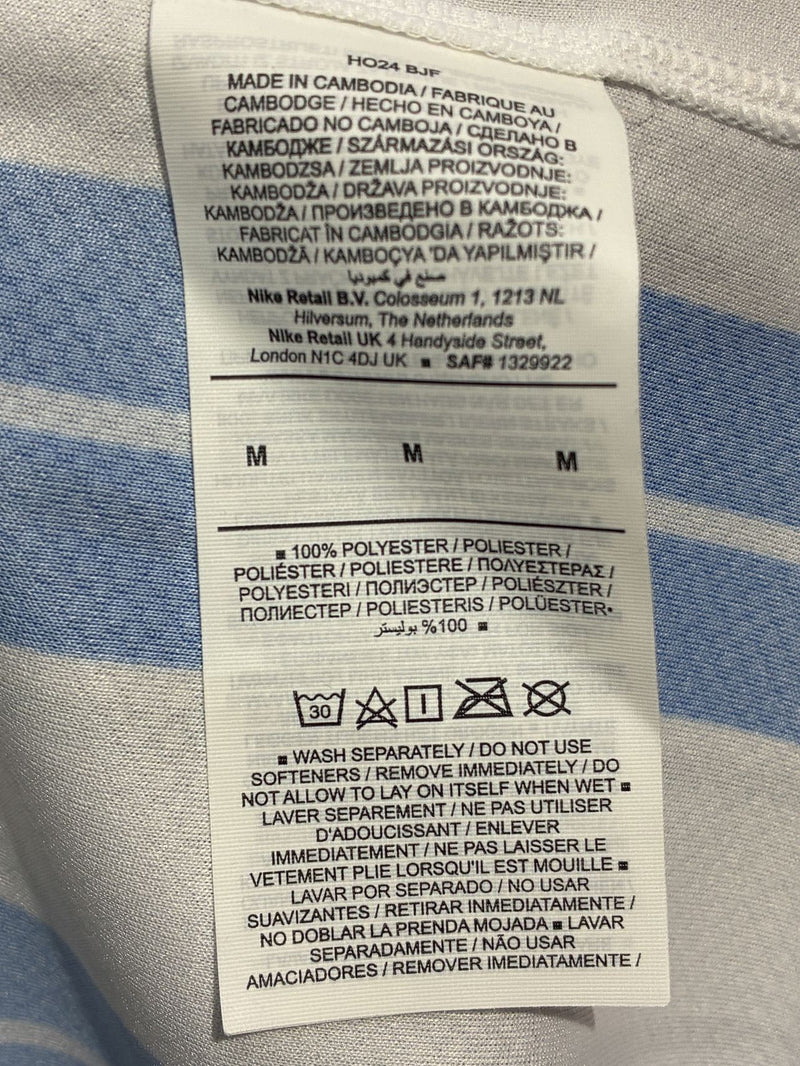 HO24 BJF
MADE IN CAMBODIA / FABRIQUE AU
CAMBODGE / HECHO EN CAMBOYA /
FABRICADO NO CAMBOJA / СДЕЛАНО В
КАМБОДЖЕ / SZÁRMAZÁSI ORSZÁG:
KAMBODZSA / ZEMLJA PROIZVODNJE:
KAMBODŽA / DRŽAVA PROIZVODNJE:
KAMBODŽA / ПРОИЗВЕДЕНО В КАМБОДЖА /
FABRICAT ÎN CAMBODGIA / RAŽOTS:
KAMBODŽĀ / KAMBOÇYA 'DA YAPILMIŞTIR /
صنع في كمبوديا
Nike Retail B.V. Colosseum 1, 1213 NL
Hilversum, The Netherlands
Nike Retail UK 4 Handyside Street,
London N1C 4DJ UK ■ SAF# 1329922
M M M
■ 100% POLYESTER / POLIESTER /
POLIÉSTER / POLIESTERE / ΠΟΛΥΕΣΤΕΡΑΣ /
POLYESTERI / ПОЛИЭСТЕР / POLIÉSZTER /
ПОЛИЕСТЕР / POLIESTERIS / POLÜESTER•
100% بوليستر ■
30
■ WASH SEPARATELY / DO NOT USE
SOFTENERS / REMOVE IMMEDIATELY / DO
NOT ALLOW TO LAY ON ITSELF WHEN WET ■
LAVER SEPAREMENT / NE PAS UTILISER
D'ADOUCISSANT / ENLEVER
IMMEDIATEMENT / NE PAS LAISSER LE
VETEMENT PLIE LORSQU'IL EST MOUILLE ■
LAVAR POR SEPARADO / NO USAR
SUAVIZANTES / RETIRAR INMEDIATAMENTE /
NO DOBLAR LA PRENDA MOJADA ■ LAVAR
SEPARADAMENTE / NÃO USAR
AMACIADORES / REMOVER IMEDIATAMENTE /